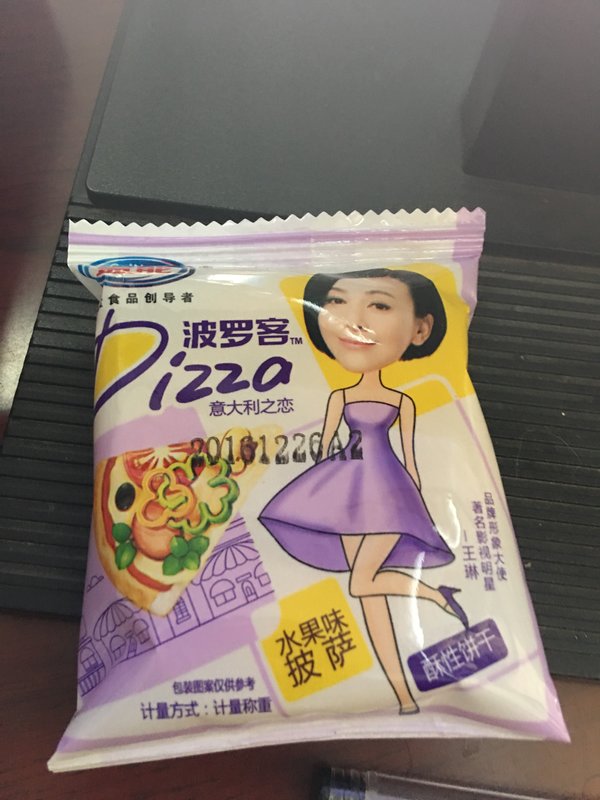 食品创导者
波罗客TM
Pizza
意大利之恋
20161226A2
品牌形象大使
著名影视明星
—王琳
水果味
披萨
酥性饼干
包装图案仅供参考
计量方式：计量称重